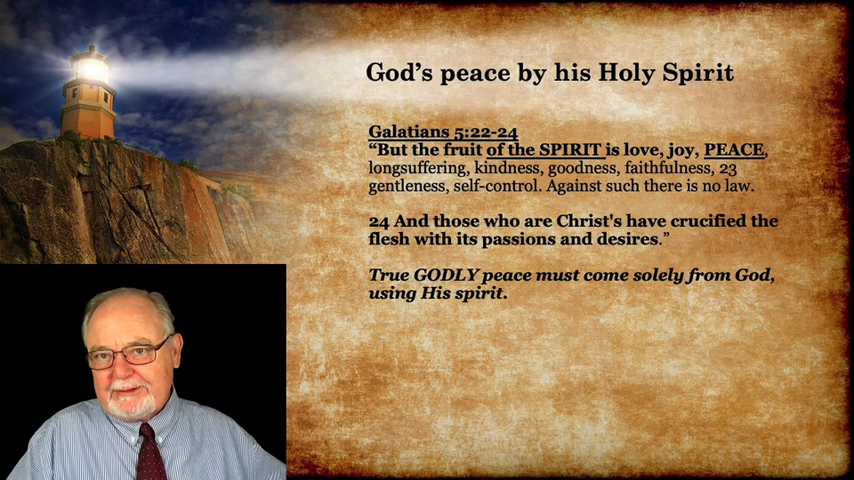 God’s peace by his Holy Spirit
Galatians 5:22-24
“But the fruit of the SPIRIT is love, joy, PEACE,
longsuffering, kindness, goodness, faithfulness, 23
gentleness, self-control. Against such there is no law.
24 And those who are Christ's have crucified the
flesh with its passions and desires.”
True GODLY peace must come solely from God,
using His spirit.